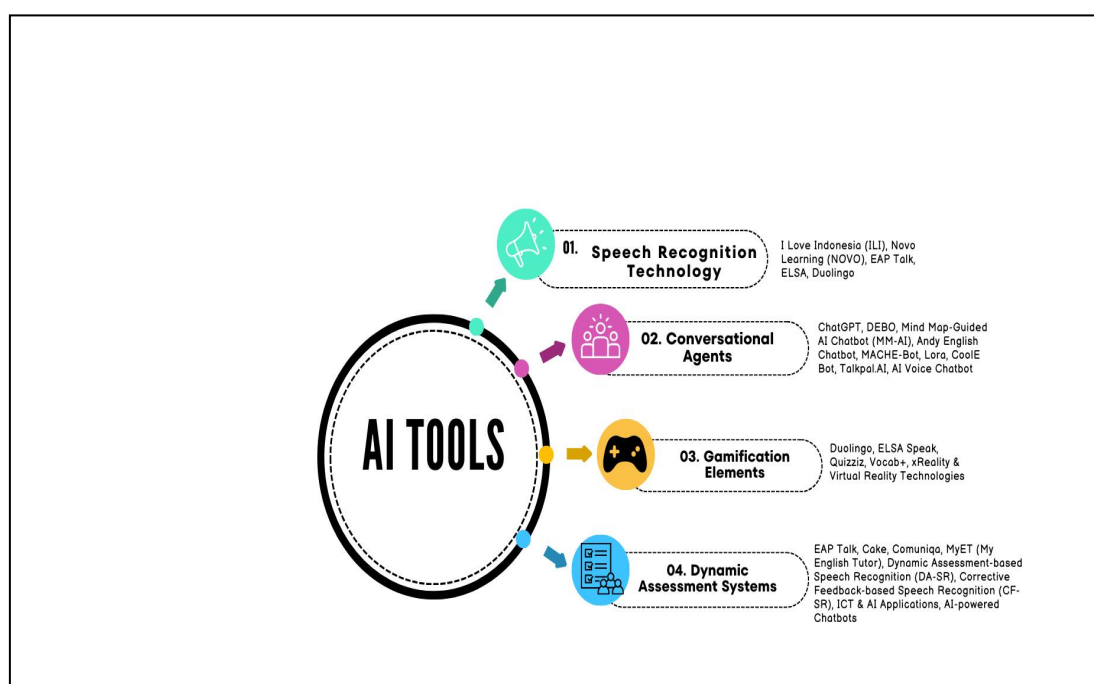 01. Speech Recognition
Technology
I Love Indonesia (ILI), Novo
Learning (NOVO), EAP Talk,
ELSA, Duolingo
02. Conversational
Agents
ChatGPT, DEBO, Mind Map-Guided
AI Chatbot (MM-AI), Andy English
Chatbot, MACHE-Bot, Lora, CoolE
Bot, Talkpal.AI, AI Voice Chatbot
AI TOOLS
03. Gamification
Elements
Duolingo, ELSA Speak,
Quizziz, Vocab+, xReality &
Virtual Reality Technologies
04. Dynamic
Assessment Systems
EAP Talk, Cake, Comuniqa, MyET (My
English Tutor), Dynamic Assessment-based
Speech Recognition (DA-SR), Corrective
Feedback-based Speech Recognition (CF-
SR), ICT & AI Applications, AI-powered
Chatbots